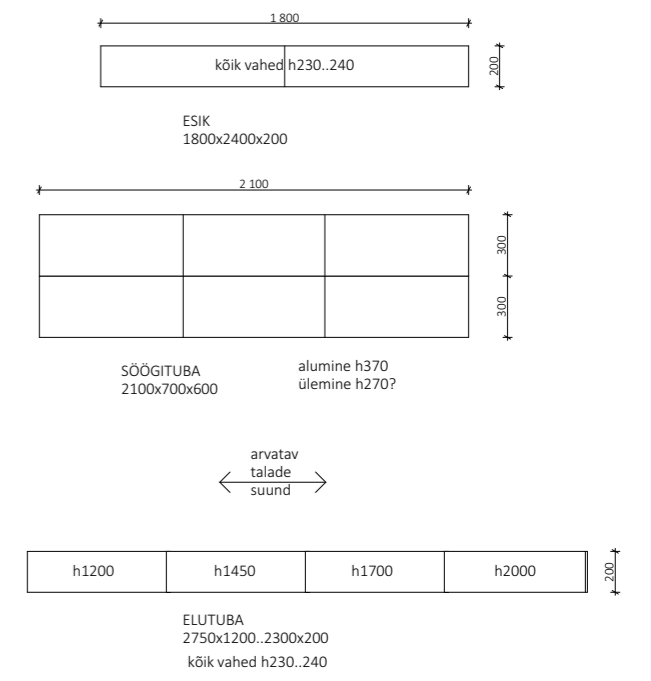 1 800
kõik vahed h230..240
200
ESIK
1800x2400x200
2 100
300
300
SÖÖGITUBA
2100x700x600
alumine h370
ülemine h270?
arvatav
talade
suund
h1200
h1450
h1700
h2000
200
ELUTUBA
2750x1200..2300x200
kõik vahed h230..240